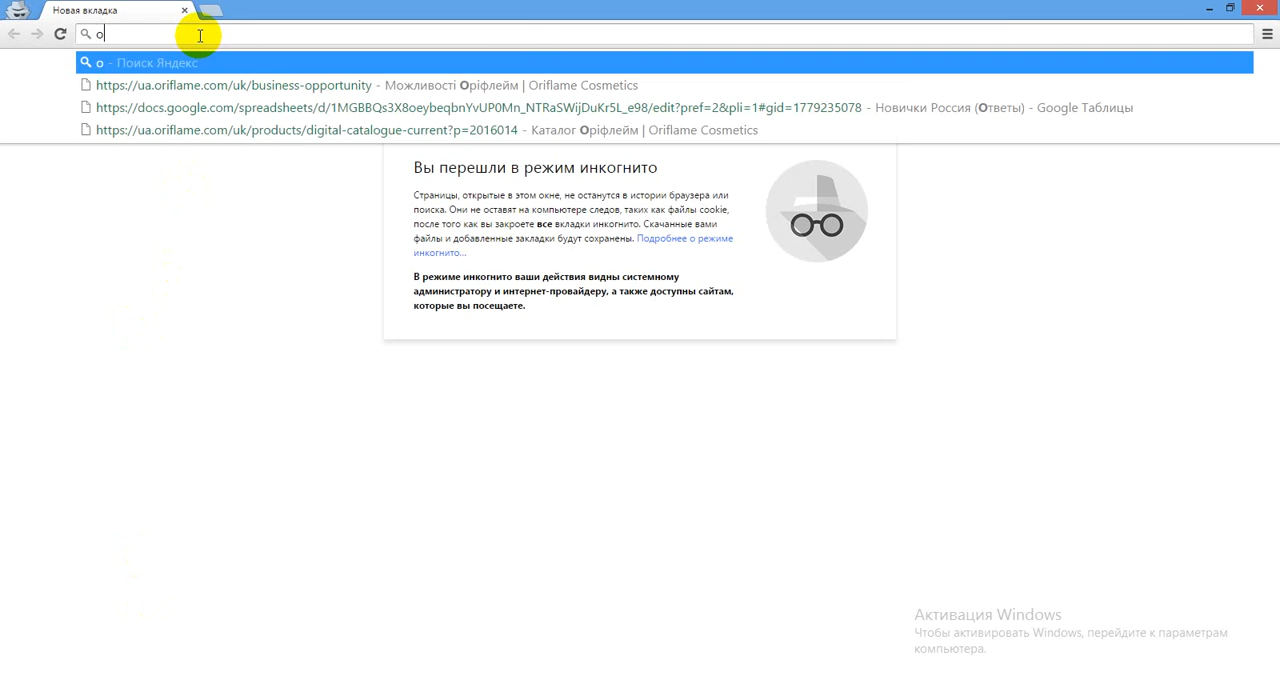 Новая вкладка
о
о - Поиск Яндекс
https://ua.oriflame.com/uk/business-opportunity - Можливості Оріфлейм | Oriflame Cosmetics
https://docs.google.com/spreadsheets/d/1MGBBQs3X8oeybeqbnYvUP0Mn_NTRaSWijDuKr5L_e98/edit?pref=2&pli=1#gid=1779235078 - Новички Россия (Ответы) - Google Таблицы
https://ua.oriflame.com/uk/products/digital-catalogue-current?p=2016014 - Каталог Оріфлейм | Oriflame Cosmetics
Вы перешли в режим инкогнито
Страницы, открытые в этом окне, не останутся в истории браузера или
поиска. Они не оставят на компьютере следов, таких как файлы cookie,
после того как вы закроете все вкладки инкогнито. Скачанные вами
файлы и добавленные закладки будут сохранены. Подробнее о режиме
инкогнито...
В режиме инкогнито ваши действия видны системному
администратору и интернет-провайдеру, а также доступны сайтам,
которые вы посещаете.
Активация Windows
Чтобы активировать Windows, перейдите к параметрам
компьютера.